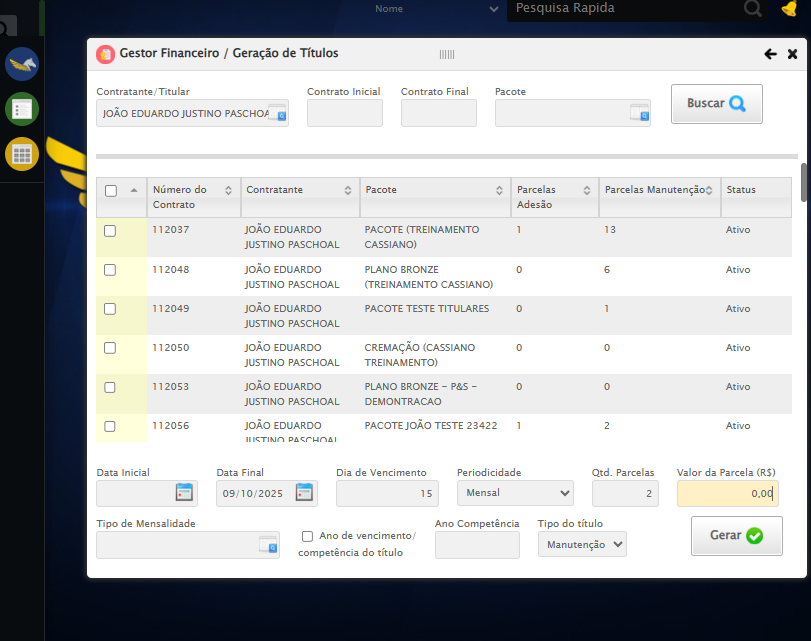 Nome
Pesquisa Rapida
Gestor Financeiro / Geração de Títulos
Contratante/Titular
Contrato Inicial
Contrato Final
Pacote
JOÃO EDUARDO JUSTINO PASCHOA
Buscar
Número do Contrato
Contratante
Pacote
Parcelas Adesão
Parcelas Manutenção
Status
112037
JOÃO EDUARDO JUSTINO PASCHOAL
PACOTE (TREINAMENTO CASSIANO)
1
13
Ativo
112048
JOÃO EDUARDO JUSTINO PASCHOAL
PLANO BRONZE (TREINAMENTO CASSIANO)
0
6
Ativo
112049
JOÃO EDUARDO JUSTINO PASCHOAL
PACOTE TESTE TITULARES
0
1
Ativo
112050
JOÃO EDUARDO JUSTINO PASCHOAL
CREMAÇÃO (CASSIANO TREINAMENTO)
0
0
Ativo
112053
JOÃO EDUARDO JUSTINO PASCHOAL
PLANO BRONZE - P&S - DEMONTRACAO
0
0
Ativo
112056
JOÃO EDUARDO JUSTINO PASCHOAL
PACOTE JOÃO TESTE 23422
1
2
Ativo
Data Inicial
Data Final
Dia de Vencimento
Periodicidade
Qtd. Parcelas
Valor da Parcela (R$)
09/10/2025
15
Mensal
2
0,00
Tipo de Mensalidade
Ano de vencimento/
competência do título
Ano Competência
Tipo do título
Manutenção
Gerar